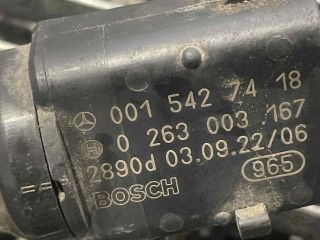 001 542 74 18
0 263 003 167
2890d 03.09.22/06
BOSCH 965